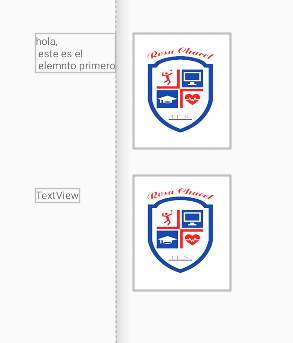 hola,
este es el
elemnto primero
Rosa Chacel
I.E.S.
TextView
Rosa Chacel
I.E.S.